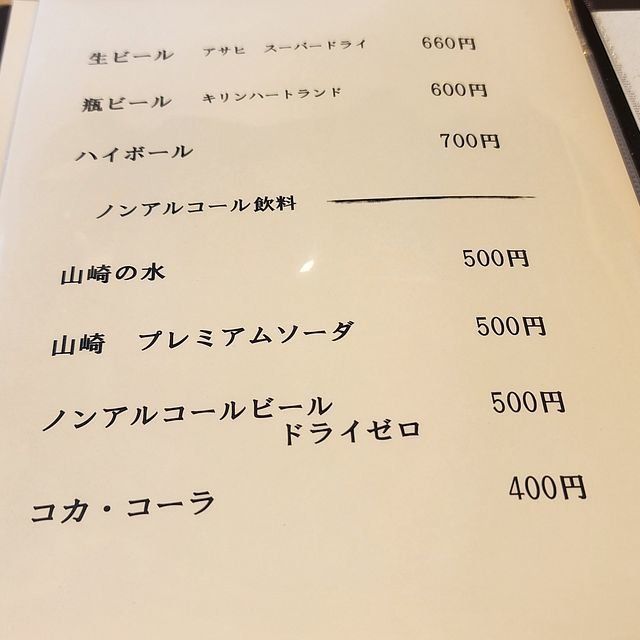 生ビール　アサヒ　スーパードライ　660円
瓶ビール　キリンハートランド　600円
ハイボール　700円
ノンアルコール飲料
山崎の水　500円
山崎　プレミアムソーダ　500円
ノンアルコールビール　500円
ドライゼロ
コカ・コーラ　400円